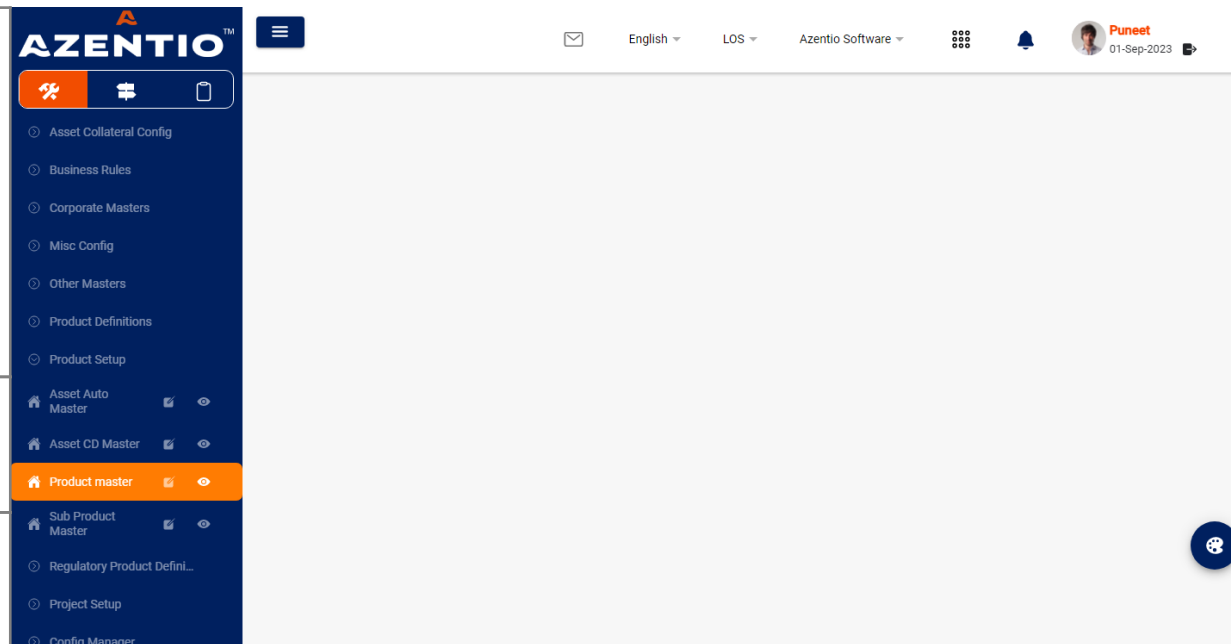 AZENTIO™
English
LOS
Azentio Software
Puneet
01-Sep-2023
Asset Collateral Config
Business Rules
Corporate Masters
Misc Config
Other Masters
Product Definitions
Product Setup
Asset Auto
Master
Asset CD Master
Product master
Sub Product
Master
Regulatory Product Defini...
Project Setup
Config Manager